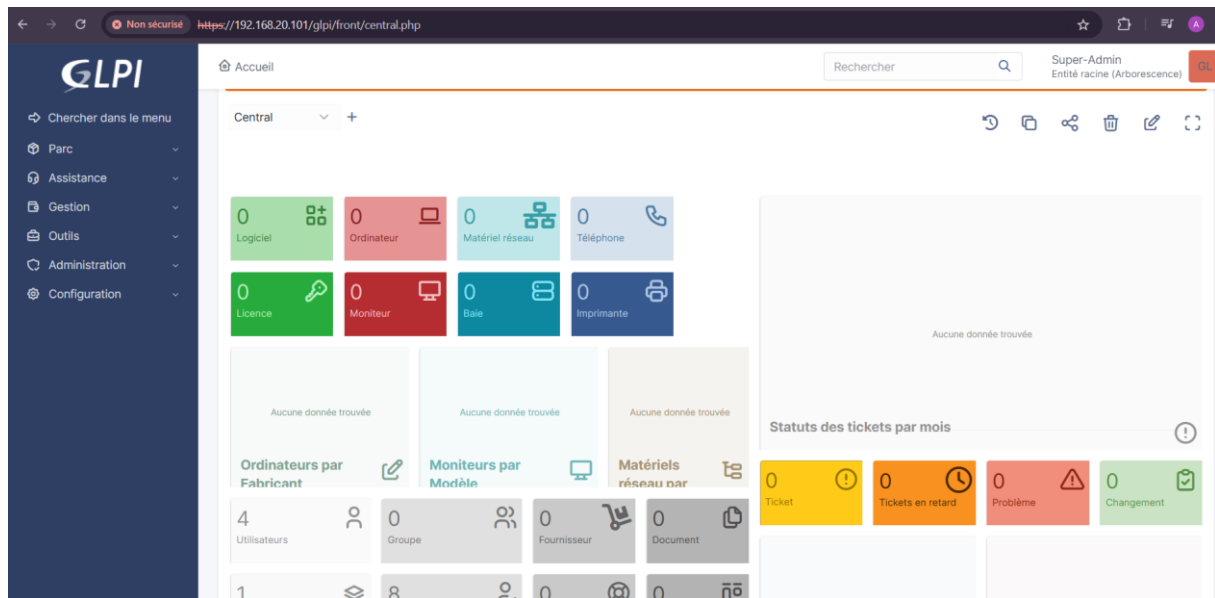 Non sécurisé https://192.168.20.101/glpi/front/central.php A
GLPI
Chercher dans le menu
Parc
Assistance
Gestion
Outils
Administration
Configuration
Accueil
Rechercher
Super-Admin
Entité racine (Arborescence)
GL
Central
0
Logiciel
0
Ordinateur
0
Matériel réseau
0
Téléphone
0
Licence
0
Moniteur
0
Baie
0
Imprimante
Aucune donnée trouvée
Ordinateurs par
Fabricant
Aucune donnée trouvée
Moniteurs par
Modèle
Aucune donnée trouvée
Matériels
réseau par
4
Utilisateurs
0
Groupe
0
Fournisseur
0
Document
1
8
0
0
Aucune donnée trouvée
Statuts des tickets par mois
0
Ticket
0
Tickets en retard
0
Problème
0
Changement